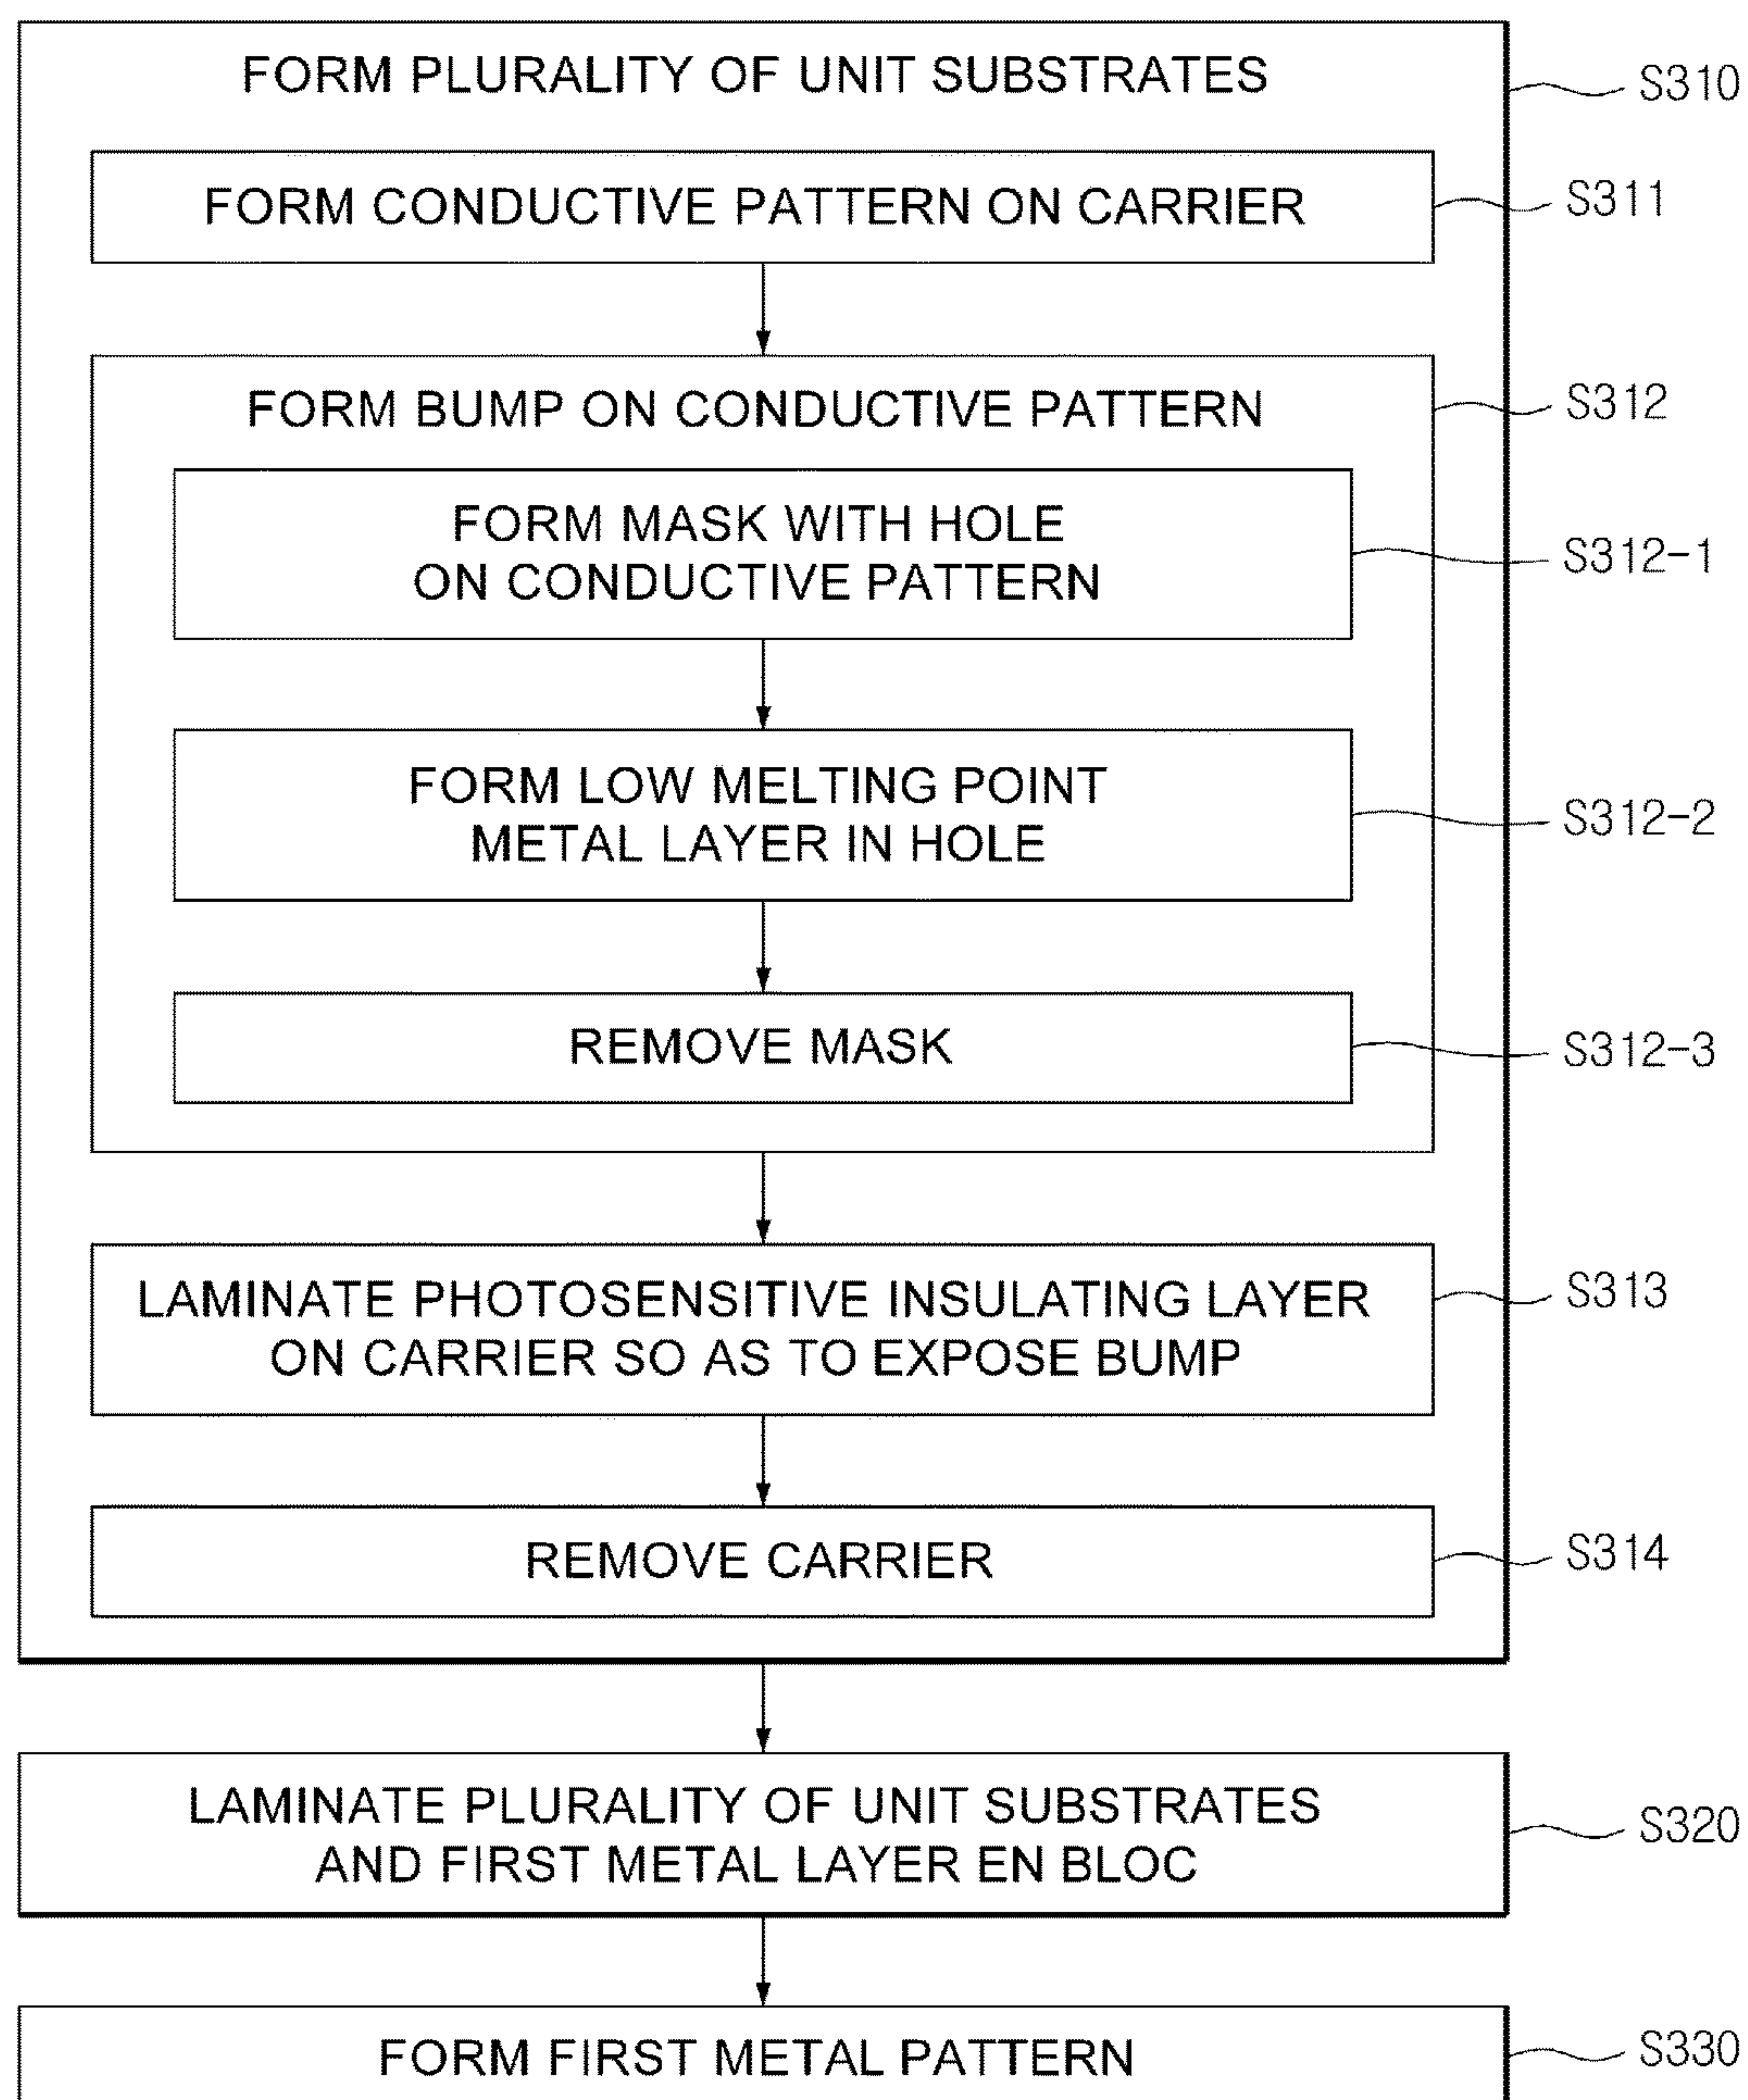 FORM PLURALITY OF UNIT SUBSTRATES
S310
FORM CONDUCTIVE PATTERN ON CARRIER
S311
FORM BUMP ON CONDUCTIVE PATTERN
S312
FORM MASK WITH HOLE
ON CONDUCTIVE PATTERN
S312-1
FORM LOW MELTING POINT
METAL LAYER IN HOLE
S312-2
REMOVE MASK
S312-3
LAMINATE PHOTOSENSITIVE INSULATING LAYER
ON CARRIER SO AS TO EXPOSE BUMP
S313
REMOVE CARRIER
S314
LAMINATE PLURALITY OF UNIT SUBSTRATES
AND FIRST METAL LAYER EN BLOC
S320
FORM FIRST METAL PATTERN
S330